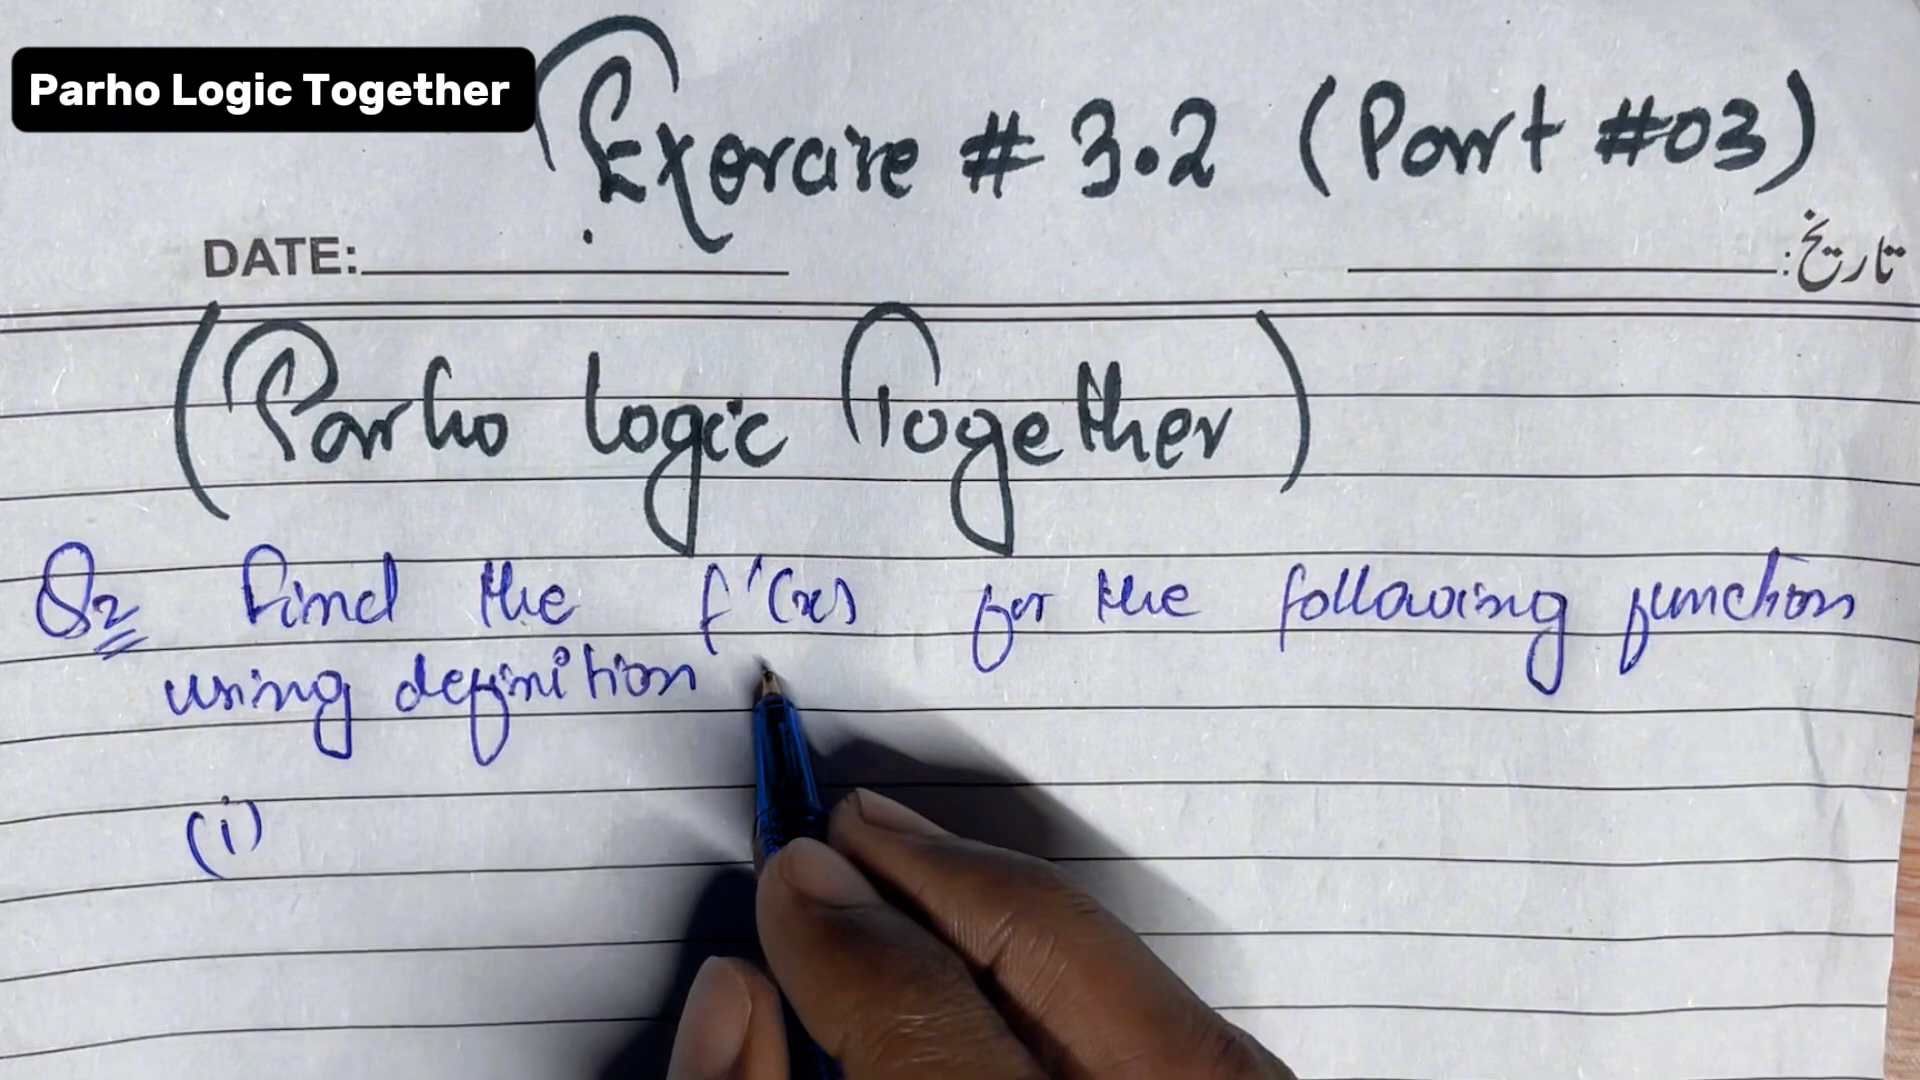 Parho Logic Together
Exercise # 3.2 (Part #03)
DATE: تاریخ:
(Parho Logic Together)
Q2 Find the f'(x) for the following function
using definition
(i)